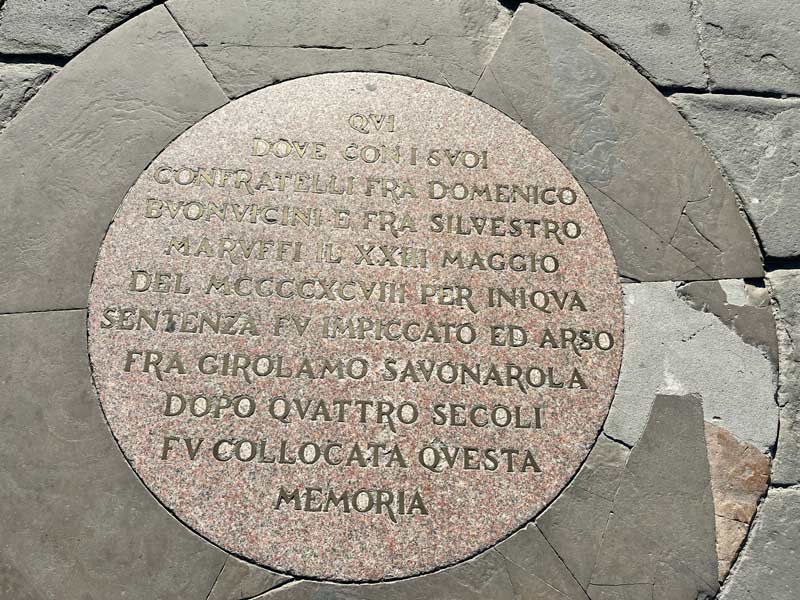 QVI
DOVE CON I SVOI
CONFRATELLI FRA DOMENICO
BVONVICINI E FRA SILVESTRO
MARVFFI IL XXIII MAGGIO
DEL MCCCCXCVIII PER INIQVA
SENTENZA FV IMPICCATO ED ARSO
FRA GIROLAMO SAVONAROLA
DOPO QVATTRO SECOLI
FV COLLOCATA QVESTA
MEMORIA